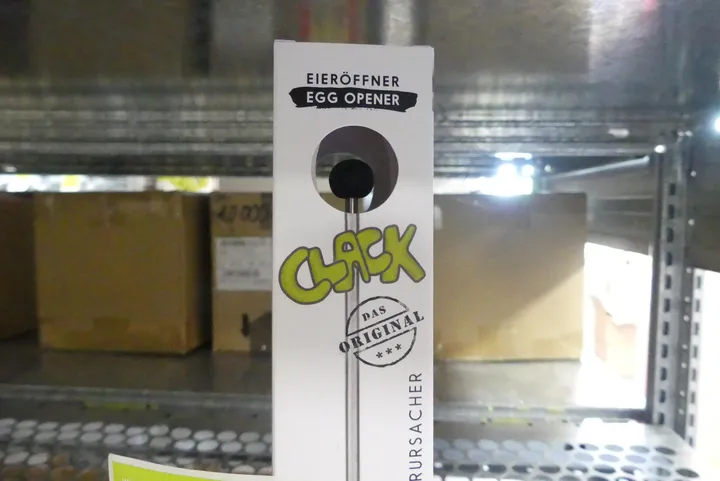 EIERÖFFNER
EGG OPENER
CLACK
DAS
ORIGINAL
***
RURSACHER